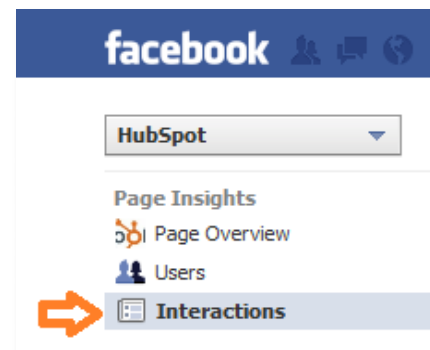 facebook
HubSpot
Page Insights
Page Overview
Users
Interactions